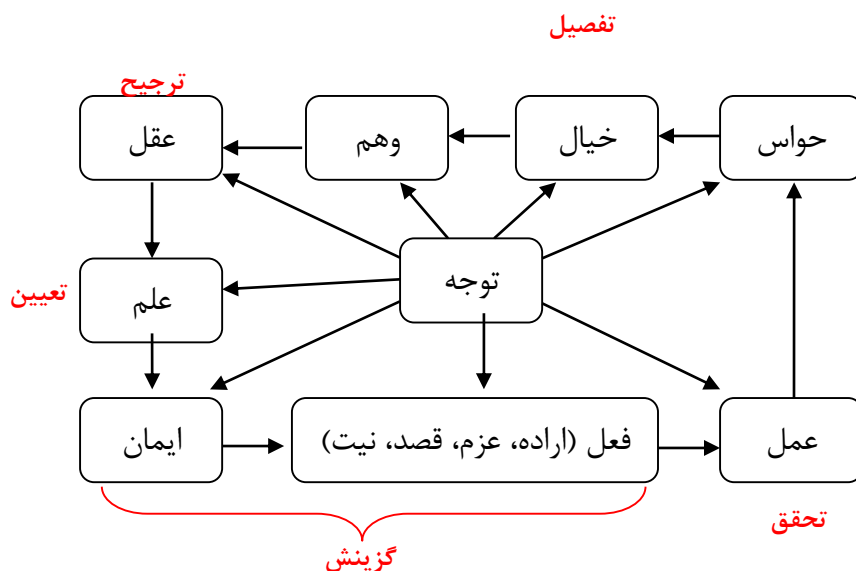 تفصیل
ترجیح
حواس
خیال
وهم
عقل
توجه
علم
تعیین
ایمان
فعل (اراده، عزم، قصد، نیت)
عمل
تحقق
گزینش